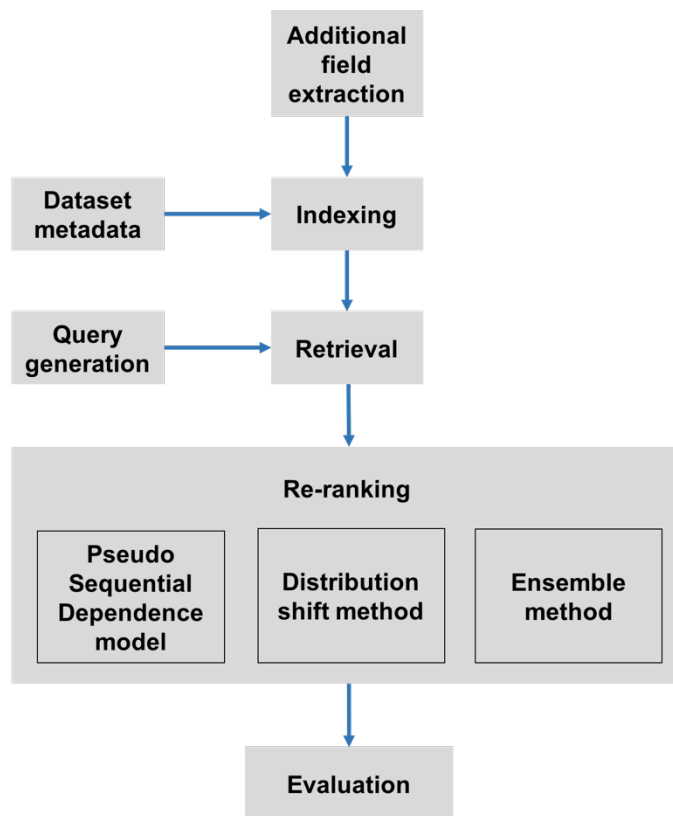 Additional
field
extraction
Dataset
metadata
Indexing
Query
generation
Retrieval
Re-ranking
Pseudo
Sequential
Dependence
model
Distribution
shift method
Ensemble
method
Evaluation